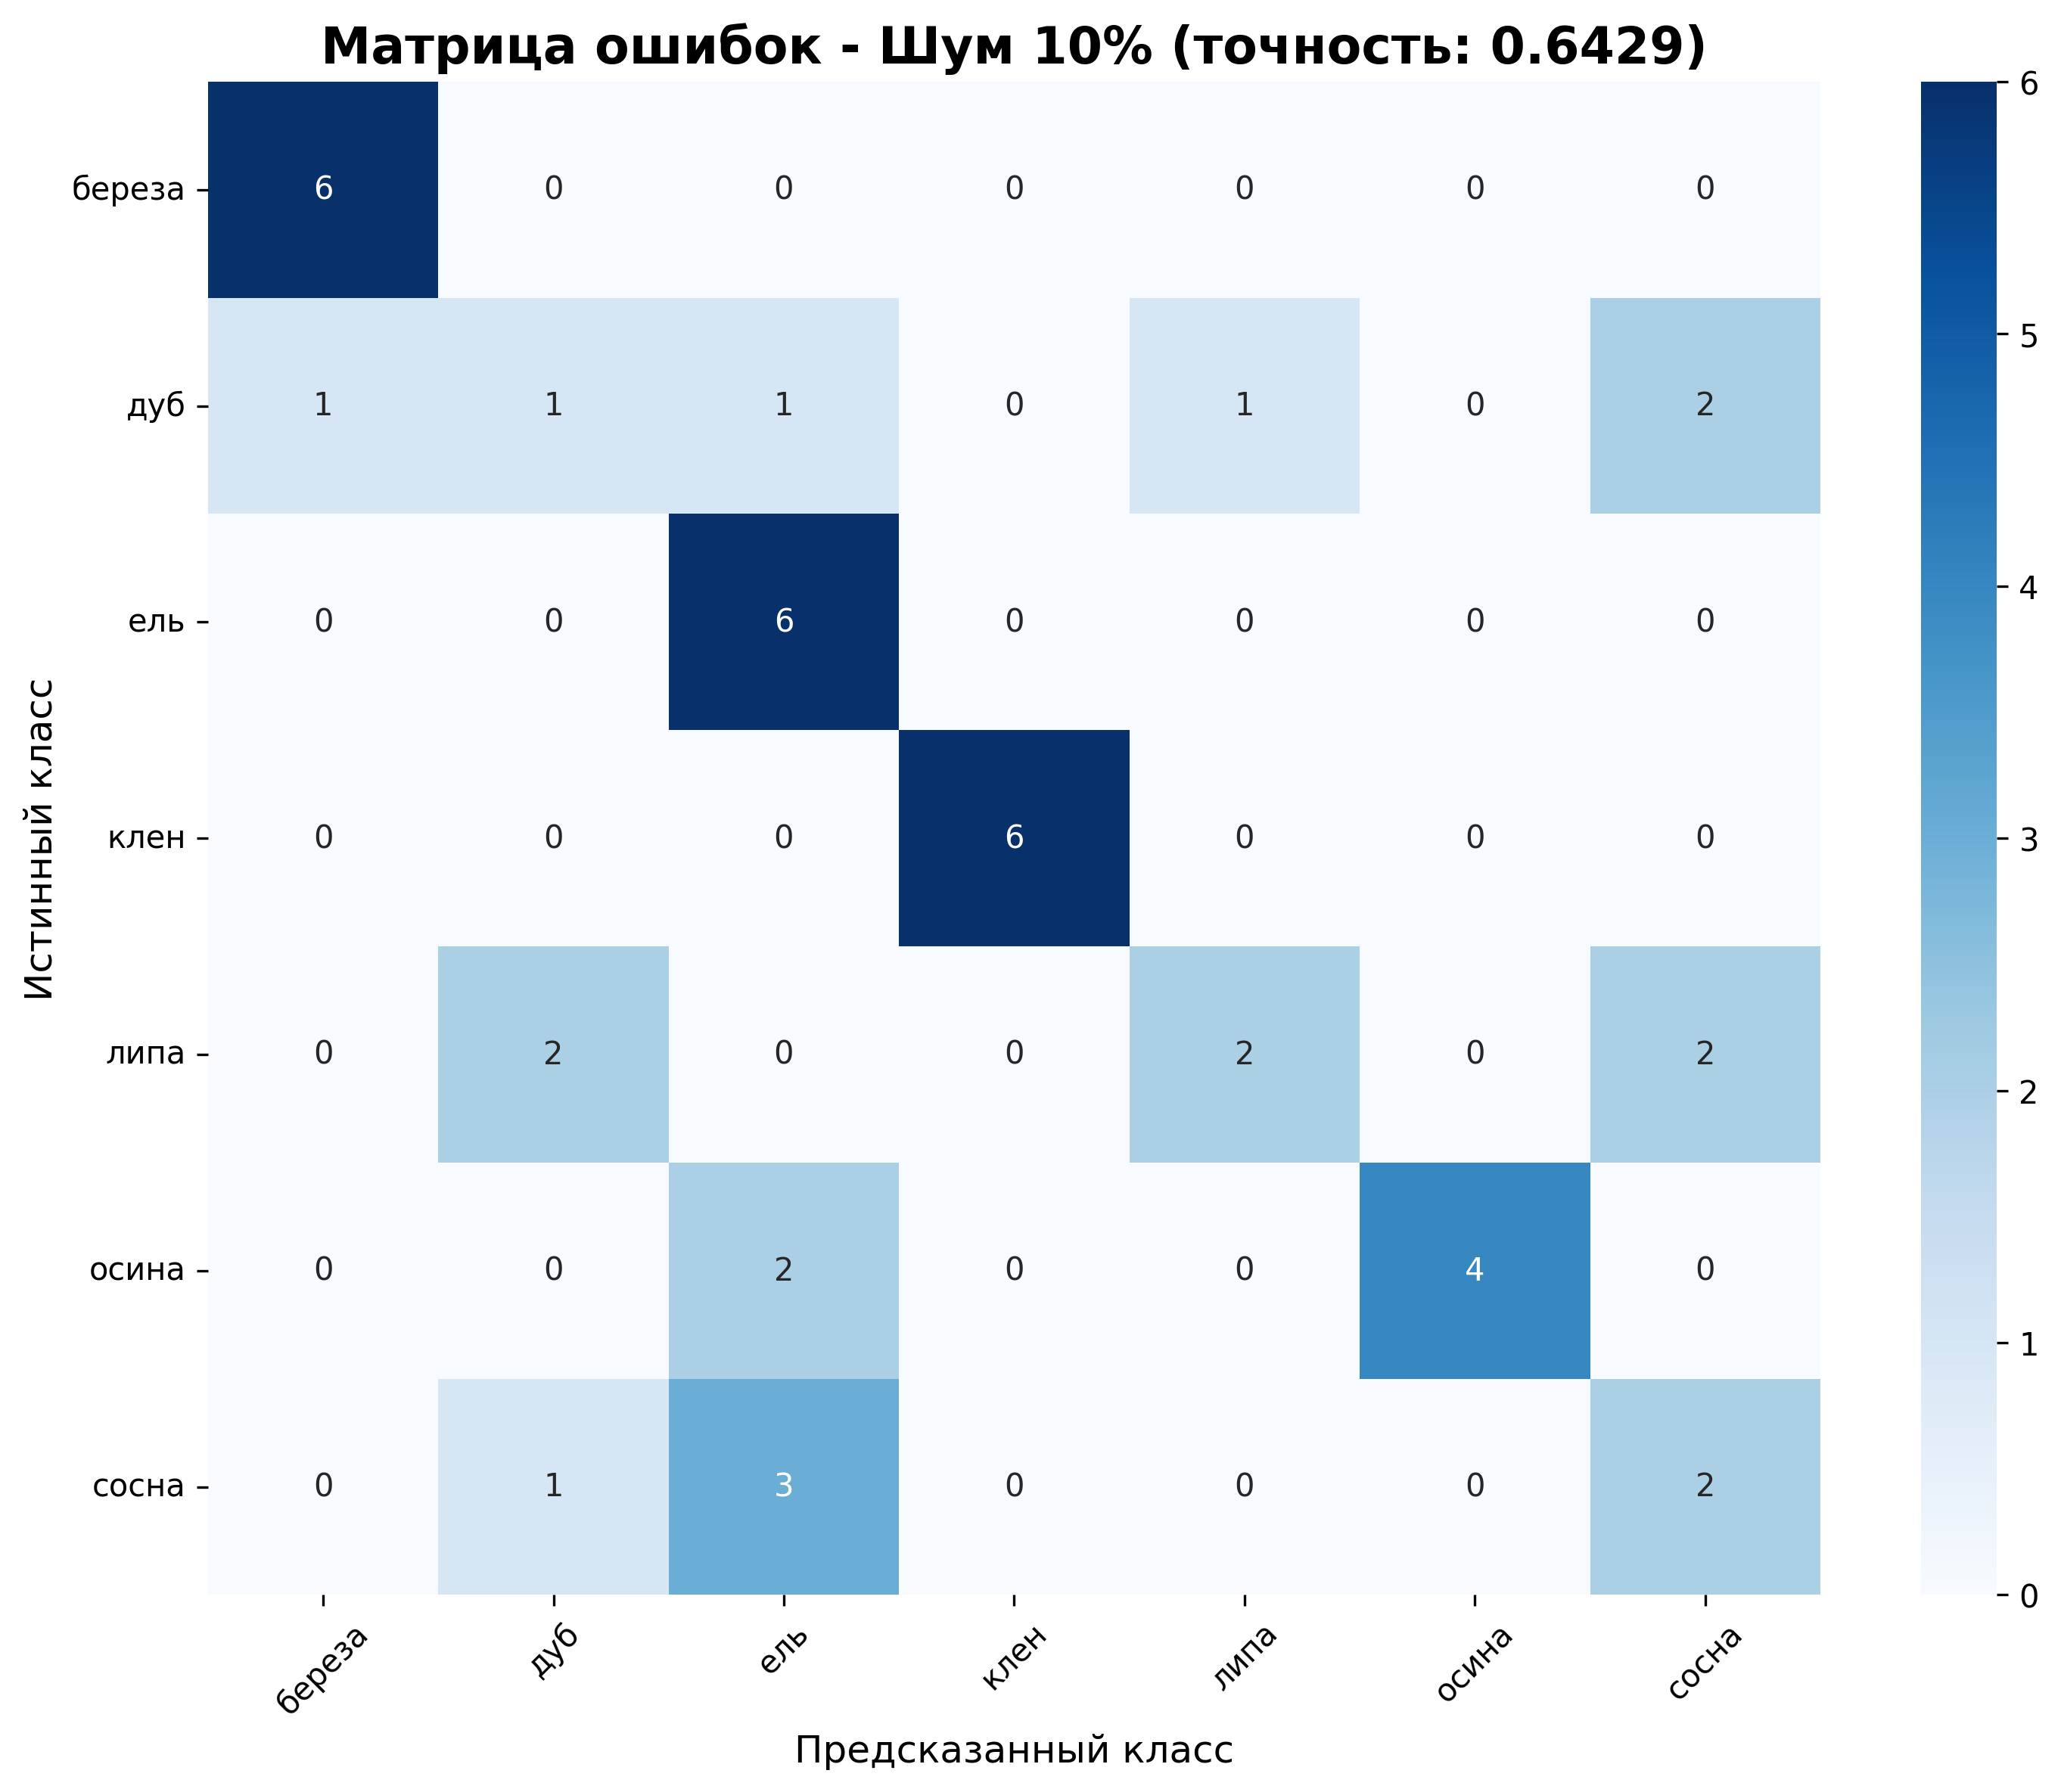 Матрица ошибок - Шум 10% (точность: 0.6429)
Истинный класс
береза 6 0 0 0 0 0 0
дуб 1 1 1 0 1 0 2
ель 0 0 6 0 0 0 0
клен 0 0 0 6 0 0 0
липа 0 2 0 0 2 0 2
осина 0 0 2 0 0 4 0
сосна 0 1 3 0 0 0 2
береза дуб ель клен липа осина сосна
Предсказанный класс
6
5
4
3
2
1
0